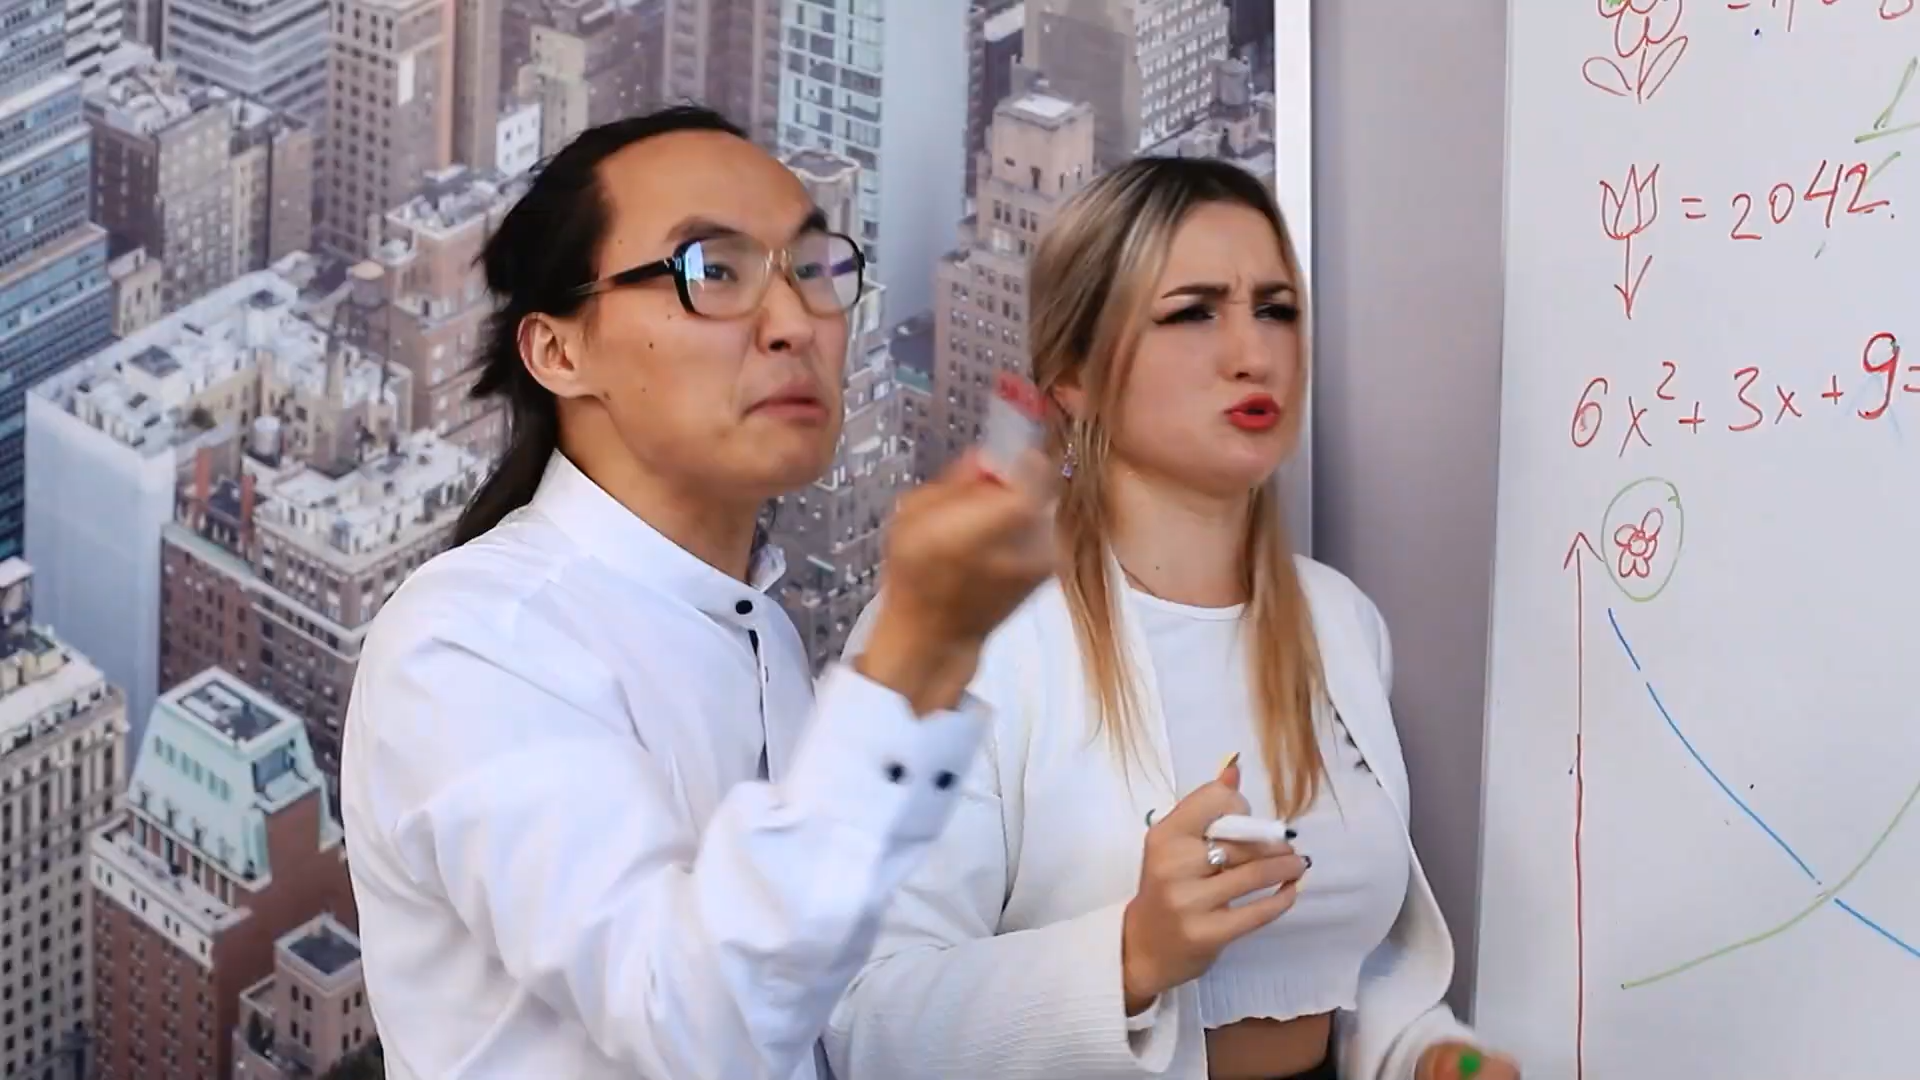 = 2042
6x² + 3x + 9 =